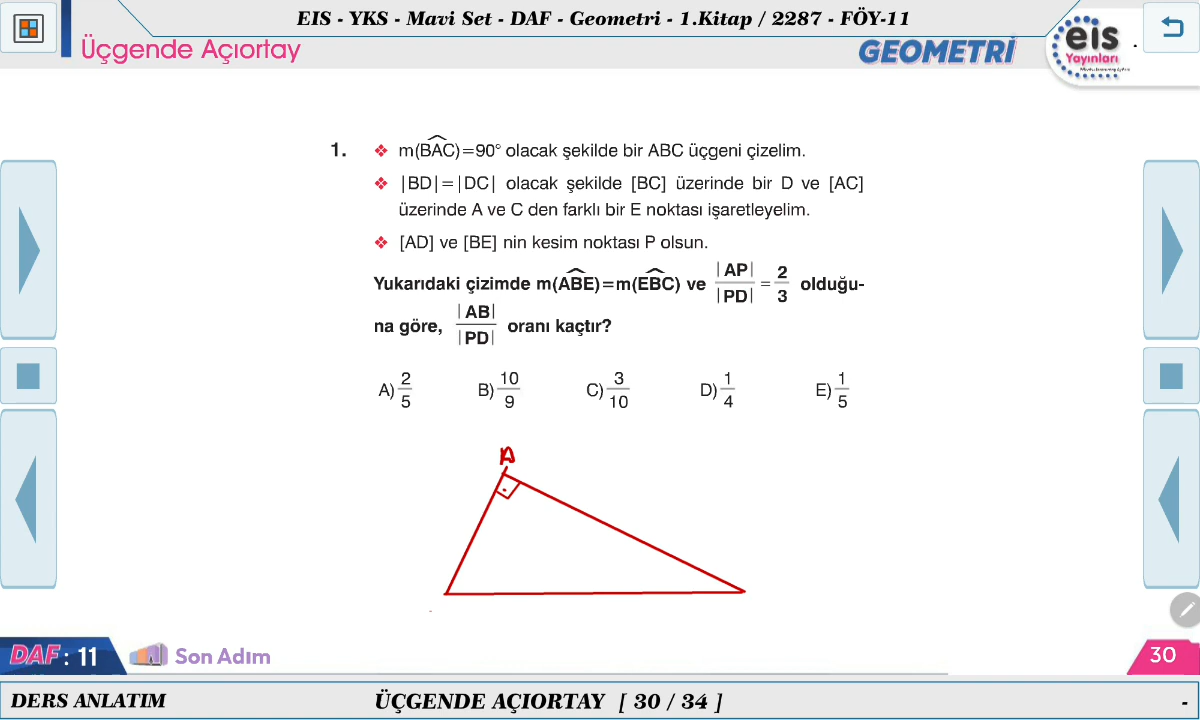 EIS - YKS - Mavi Set - DAF - Geometri - 1.Kitap / 2287 - FÖY-11
Üçgende Açıortay
GEOMETRİ
eis
Yayınları
1. ❖ m(BAC)=90° olacak şekilde bir ABC üçgeni çizelim.
❖ |BD|=|DC| olacak şekilde [BC] üzerinde bir D ve [AC]
üzerinde A ve C den farklı bir E noktası işaretleyelim.
❖ [AD] ve [BE] nin kesim noktası P olsun.
Yukarıdaki çizimde m(ABE)=m(EBC) ve |AP|/|PD| = 2/3 olduğu-
na göre, |AB|/|PD| oranı kaçtır?
A) 2/5 B) 10/9 C) 3/10 D) 1/4 E) 1/5
A
DAF : 11
Son Adım
30
DERS ANLATIM
ÜÇGENDE AÇIORTAY [ 30 / 34 ]
-